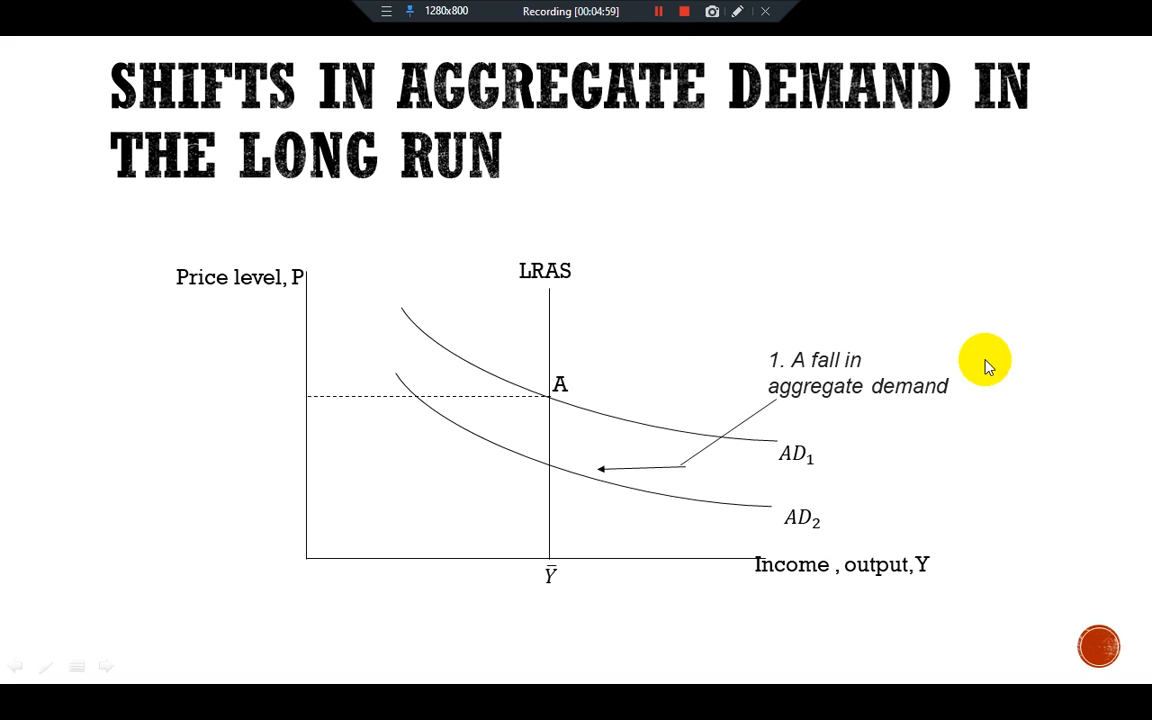 1280x800 Recording [00:04:59]
SHIFTS IN AGGREGATE DEMAND IN
THE LONG RUN
LRAS
Price level, P
1. A fall in
aggregate demand
A
AD₁
AD₂
Income , output, Y
Ȳ